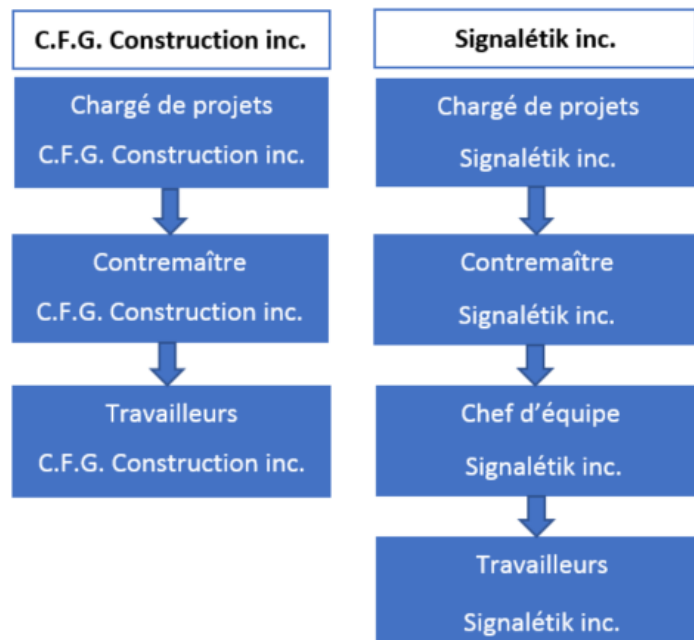 C.F.G. Construction inc.
Chargé de projets
C.F.G. Construction inc.
Contremaître
C.F.G. Construction inc.
Travailleurs
C.F.G. Construction inc.
Signalétik inc.
Chargé de projets
Signalétik inc.
Contremaître
Signalétik inc.
Chef d’équipe
Signalétik inc.
Travailleurs
Signalétik inc.